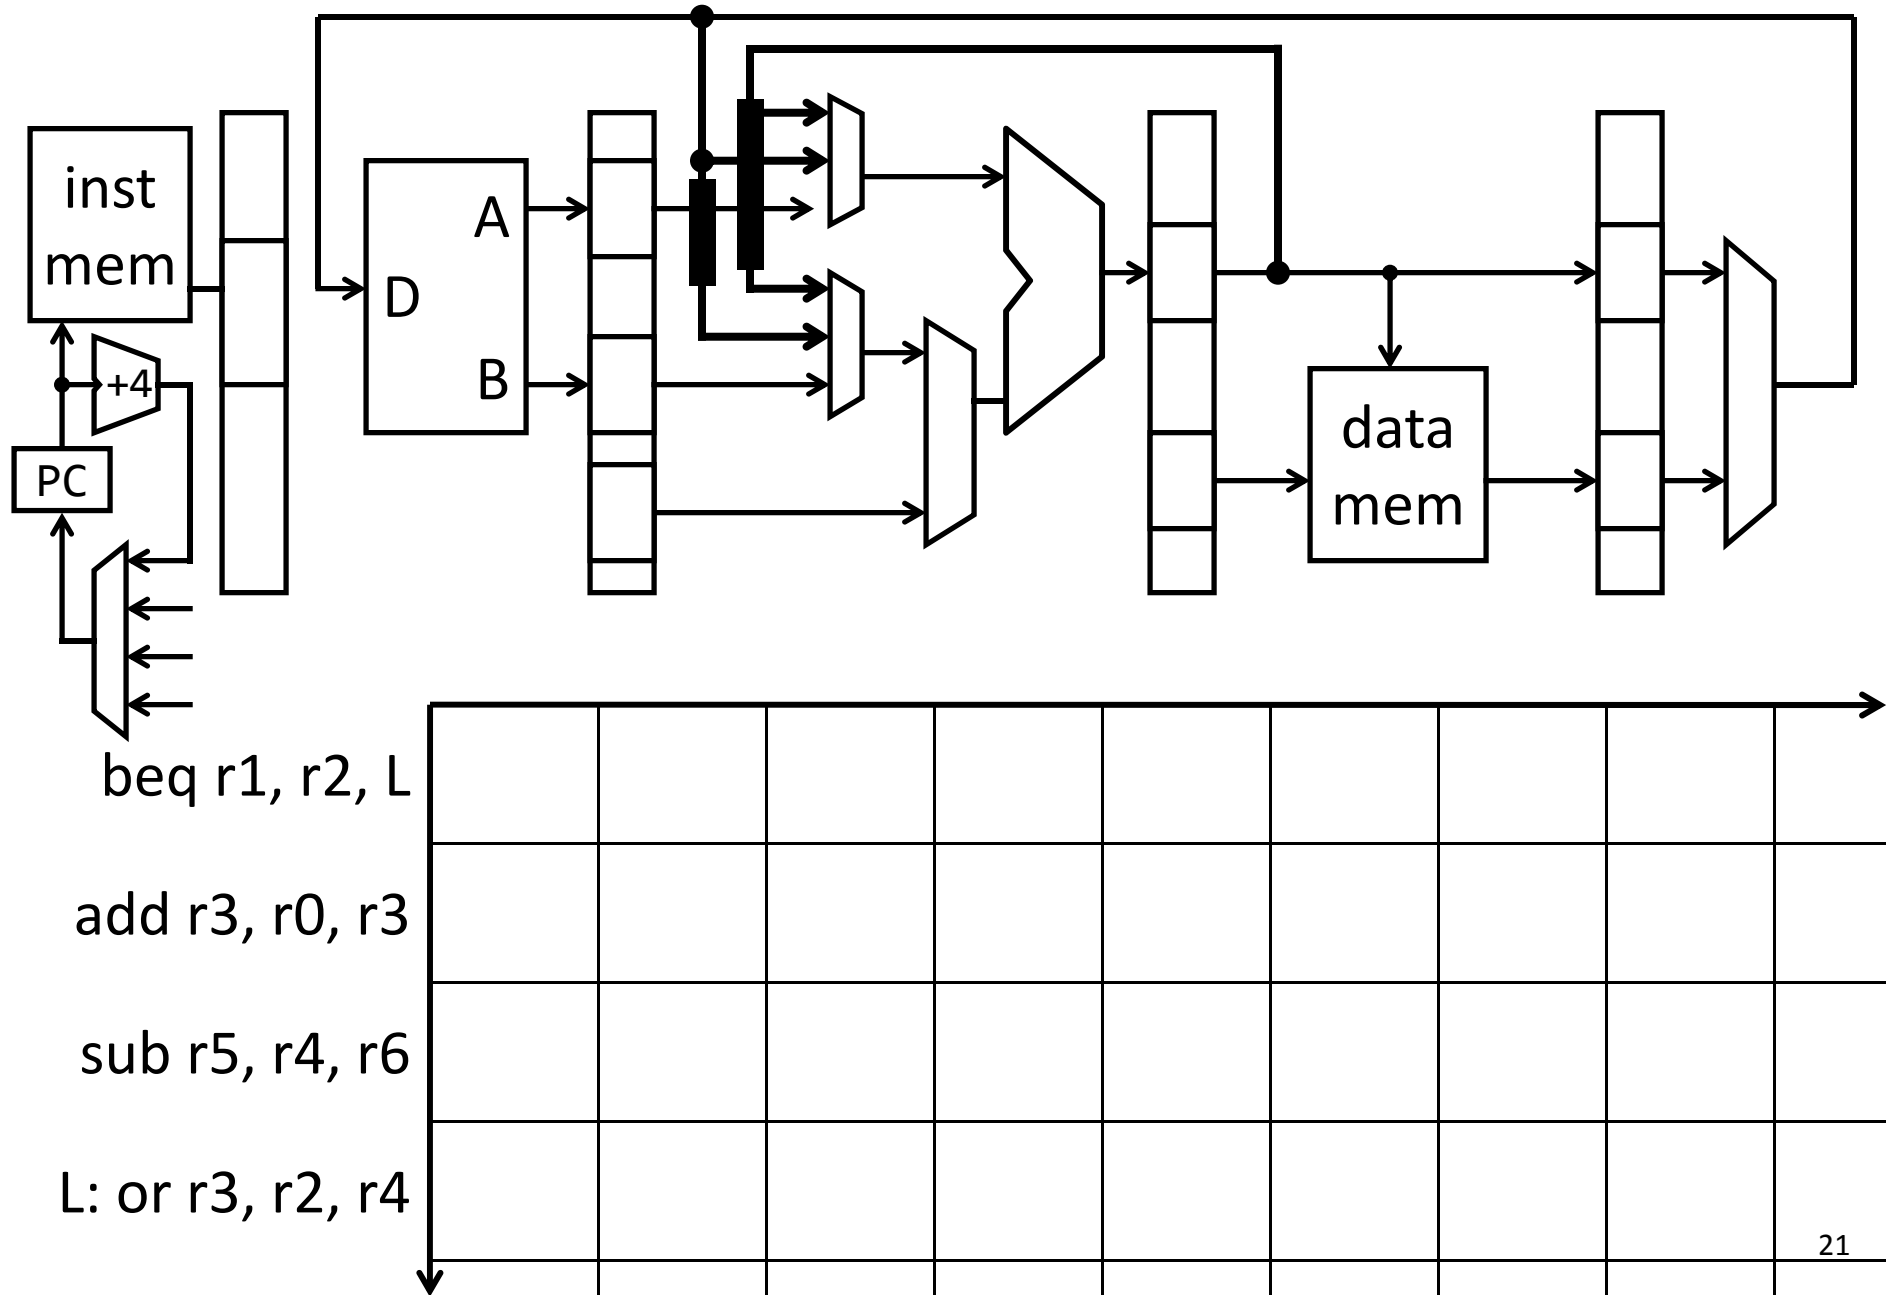 inst
mem
+4
PC
A
D
B
data
mem
beq r1, r2, L
add r3, r0, r3
sub r5, r4, r6
L: or r3, r2, r4
21